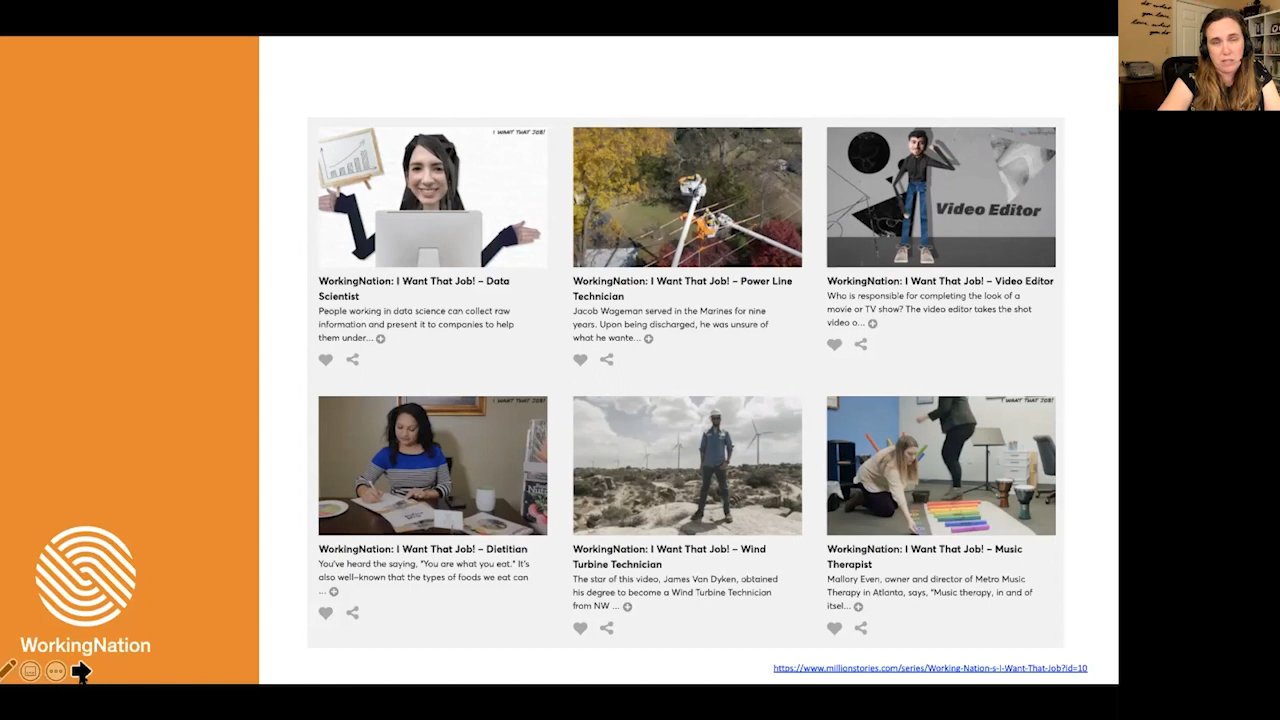 do what
you love
love what
you do
I WANT THAT JOB!
Video Editor
WorkingNation: I Want That Job! – Data
Scientist
People working in data science can collect raw
information and present it to companies to help
them under...
WorkingNation: I Want That Job! – Power Line
Technician
Jacob Wageman served in the Marines for nine
years. Upon being discharged, he was unsure of
what he wante...
WorkingNation: I Want That Job! – Video Editor
Who is responsible for completing the look of a
movie or TV show? The video editor takes the shot
video o...
I WANT THAT JOB!
I WANT THAT JOB!
WorkingNation: I Want That Job! – Dietitian
You've heard the saying, "You are what you eat." It's
also well-known that the types of foods we eat can
...
WorkingNation: I Want That Job! – Wind
Turbine Technician
The star of this video, James Van Dyken, obtained
his degree to become a Wind Turbine Technician
from NW ...
WorkingNation: I Want That Job! – Music
Therapist
Mallory Even, owner and director of Metro Music
Therapy in Atlanta, says, "Music therapy, in and of
itsel...
WorkingNation
https://www.millionstories.com/series/Working-Nation-s-I-Want-That-Job?id=10